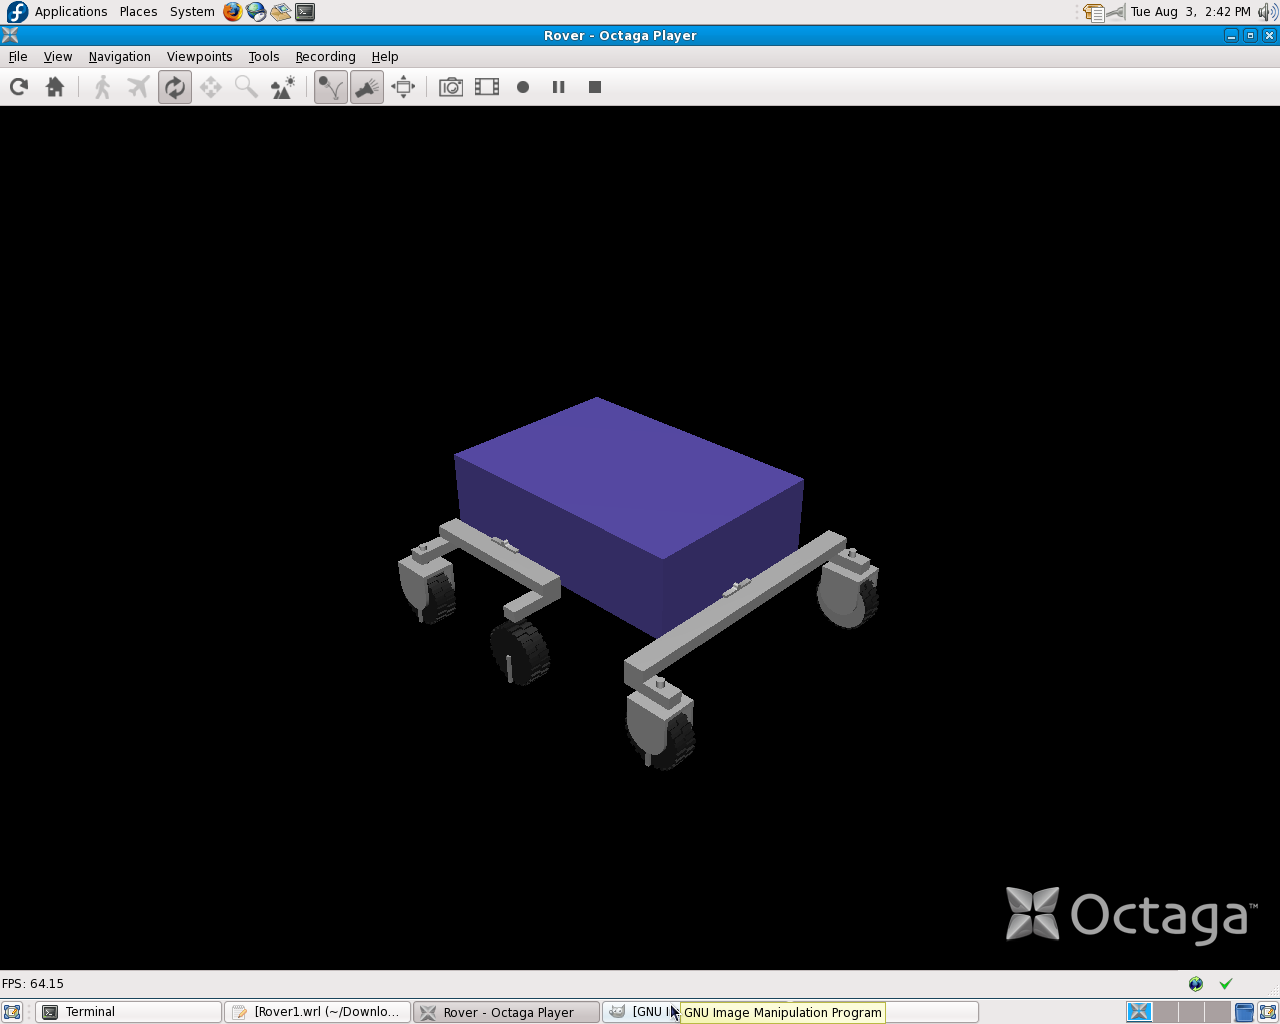 Applications Places System Tue Aug 3, 2:42 PM
Rover - Octaga Player
File View Navigation Viewpoints Tools Recording Help
Octaga™
FPS: 64.15
Terminal [Rover1.wrl (~/Downlo... Rover - Octaga Player [GNU I GNU Image Manipulation Program